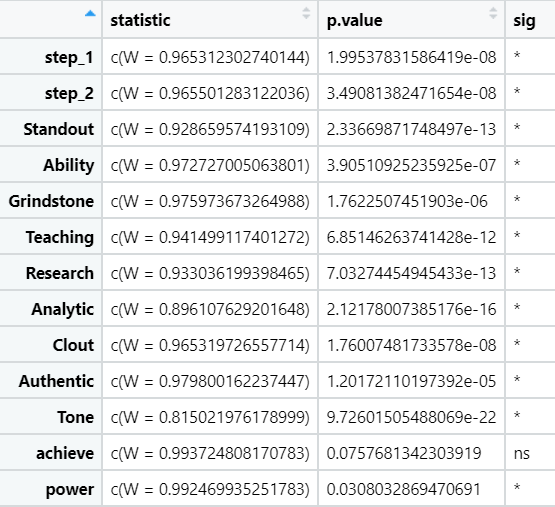 statistic p.value sig
step_1 c(W = 0.965312302740144) 1.99537831586419e-08 *
step_2 c(W = 0.965501283122036) 3.49081382471654e-08 *
Standout c(W = 0.928659574193109) 2.33669871748497e-13 *
Ability c(W = 0.972727005063801) 3.90510925235925e-07 *
Grindstone c(W = 0.975973673264988) 1.7622507451903e-06 *
Teaching c(W = 0.941499117401272) 6.85146263741428e-12 *
Research c(W = 0.933036199398465) 7.03274454945433e-13 *
Analytic c(W = 0.896107629201648) 2.12178007385176e-16 *
Clout c(W = 0.965319726557714) 1.76007481733578e-08 *
Authentic c(W = 0.979800162237447) 1.20172110197392e-05 *
Tone c(W = 0.815021976178999) 9.72601505488069e-22 *
achieve c(W = 0.993724808170783) 0.0757681342303919 ns
power c(W = 0.992469935251783) 0.0308032869470691 *